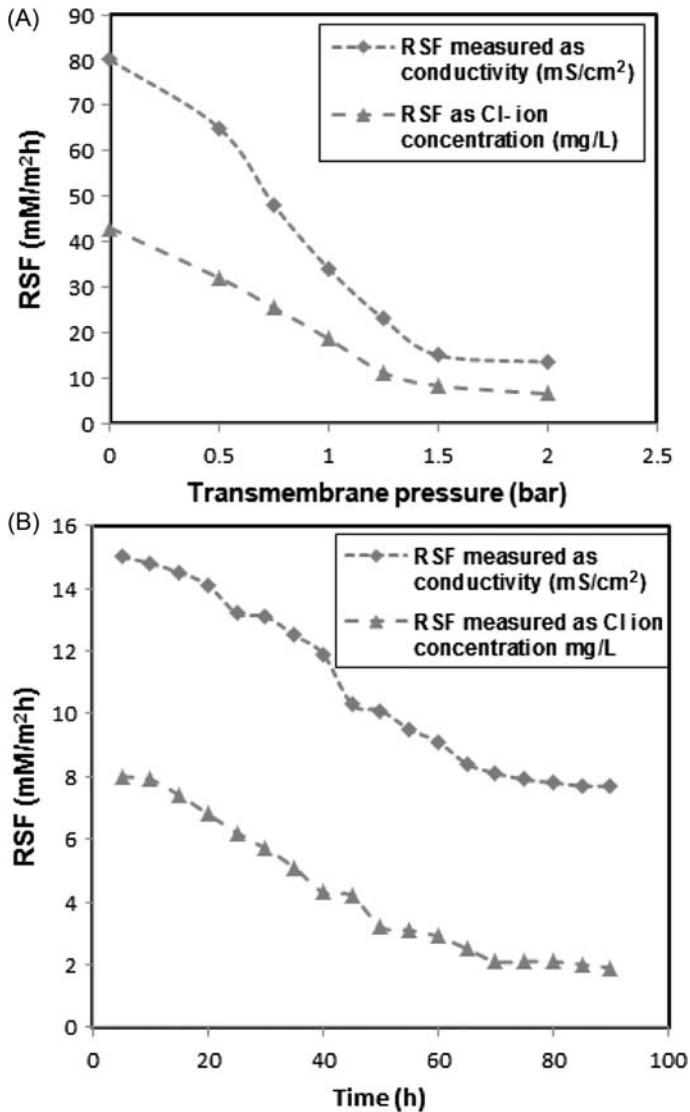 (A)
90
80
70
60
50
40
30
20
10
0
RSF (mM/m²h)
RSF measured as
conductivity (mS/cm²)
RSF as Cl- ion
concentration (mg/L)
0
0.5
1
1.5
2
2.5
Transmembrane pressure (bar)
(B)
16
14
12
10
8
6
4
2
0
RSF (mM/m²h)
RSF measured as
conductivity (mS/cm²)
RSF measured as Cl ion
concentration mg/L
0
20
40
60
80
100
Time (h)